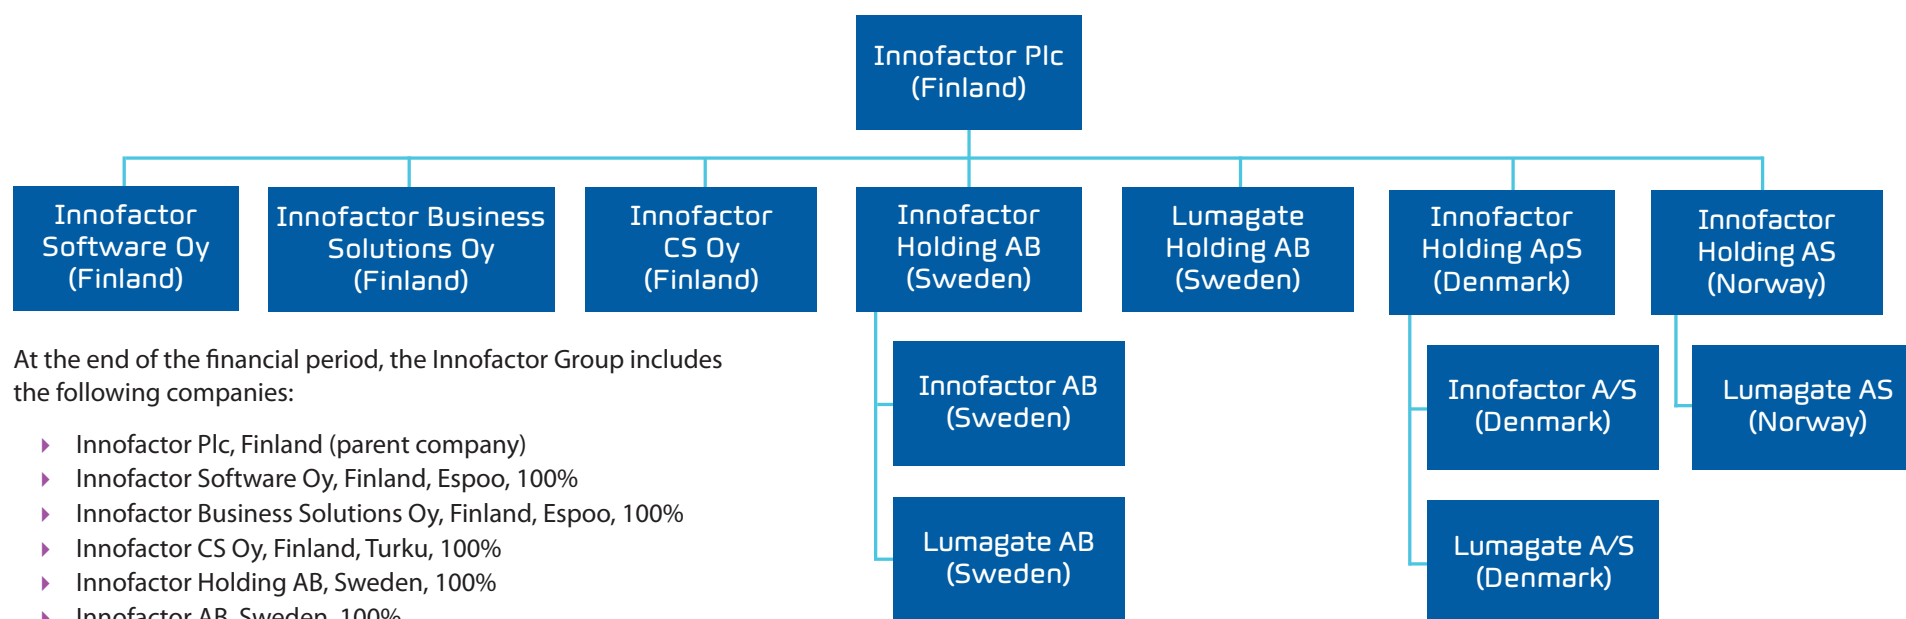 Innofactor Plc
(Finland)
Innofactor
Software Oy
(Finland)
Innofactor Business
Solutions Oy
(Finland)
Innofactor
CS Oy
(Finland)
Innofactor
Holding AB
(Sweden)
Lumagate
Holding AB
(Sweden)
Innofactor
Holding ApS
(Denmark)
Innofactor
Holding AS
(Norway)
Innofactor AB
(Sweden)
Lumagate AB
(Sweden)
Innofactor A/S
(Denmark)
Lumagate A/S
(Denmark)
Lumagate AS
(Norway)
At the end of the financial period, the Innofactor Group includes
the following companies:
Innofactor Plc, Finland (parent company)
Innofactor Software Oy, Finland, Espoo, 100%
Innofactor Business Solutions Oy, Finland, Espoo, 100%
Innofactor CS Oy, Finland, Turku, 100%
Innofactor Holding AB, Sweden, 100%
Innofactor AB, Sweden, 100%